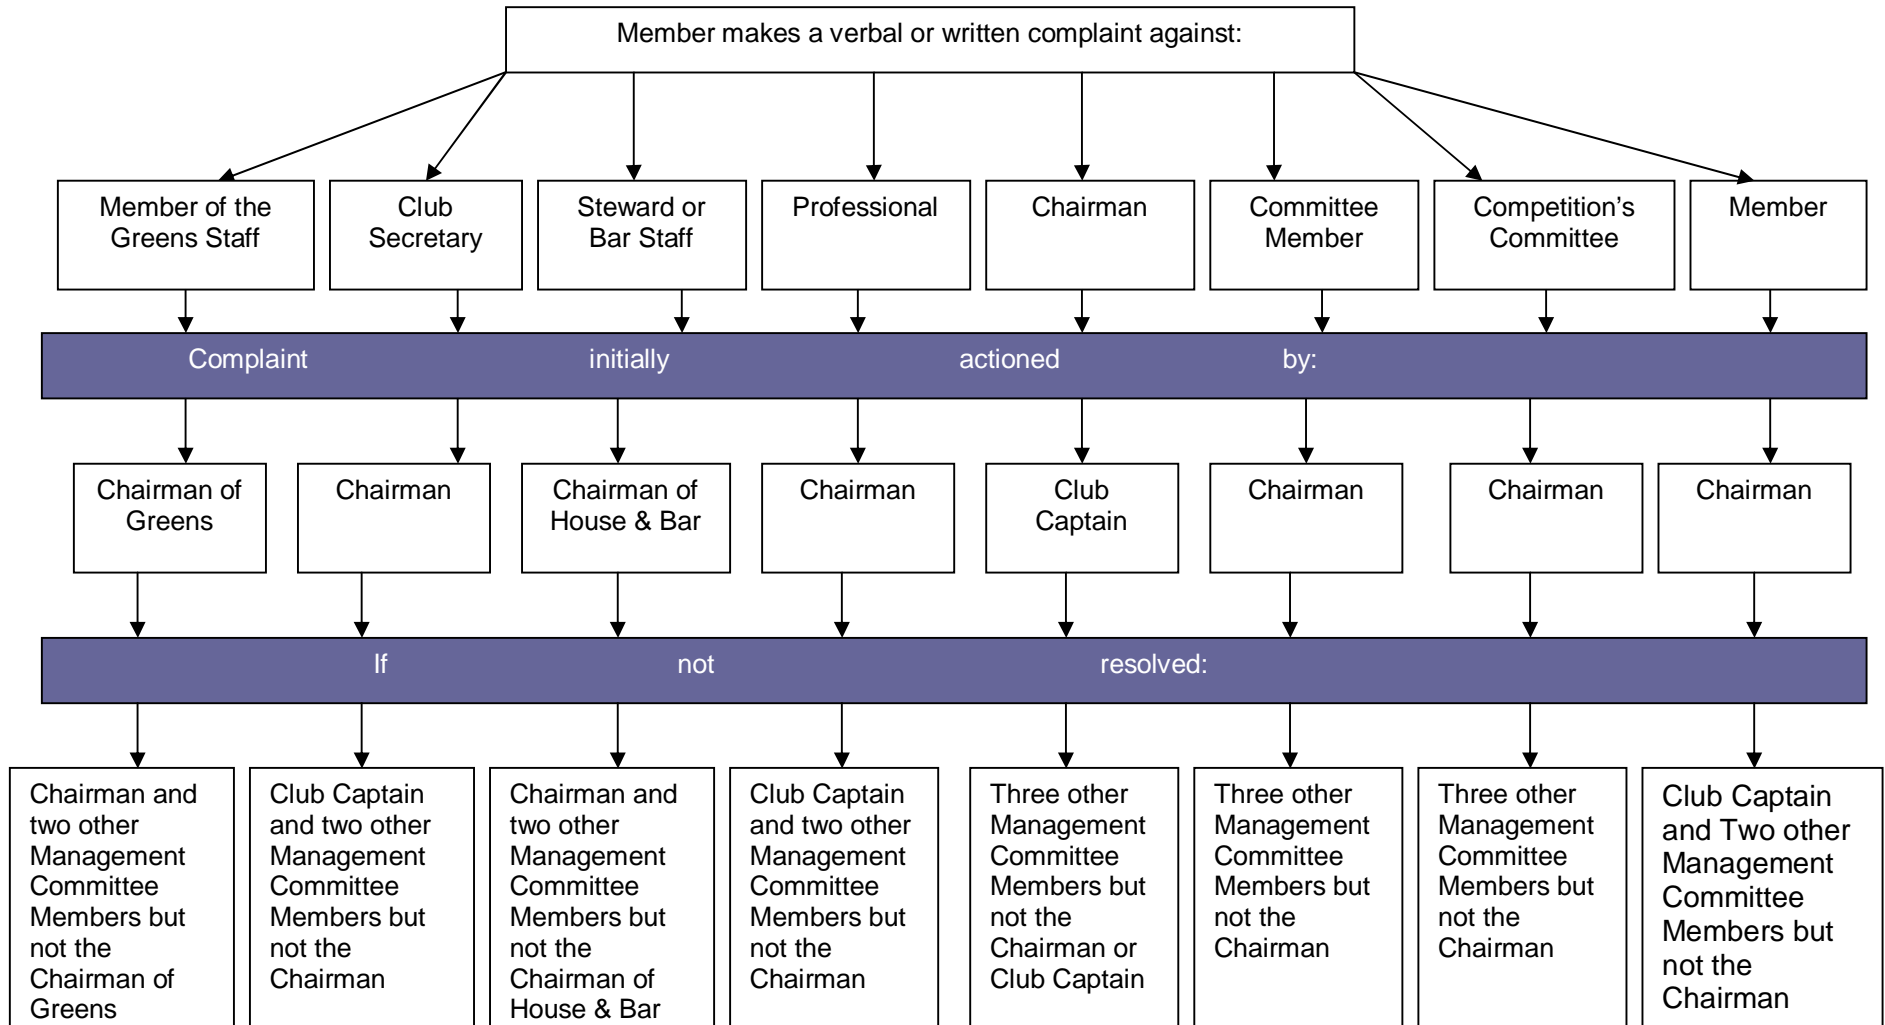 Member makes a verbal or written complaint against:
Member of the
Greens Staff
Club
Secretary
Steward or
Bar Staff
Professional
Chairman
Committee
Member
Competition’s
Committee
Member
Complaint initially actioned by:
Chairman of
Greens
Chairman
Chairman of
House & Bar
Chairman
Club
Captain
Chairman
Chairman
Chairman
If not resolved:
Chairman and
two other
Management
Committee
Members but
not the
Chairman of
Greens
Club Captain
and two other
Management
Committee
Members but
not the
Chairman
Chairman and
two other
Management
Committee
Members but
not the
Chairman of
House & Bar
Club Captain
and two other
Management
Committee
Members but
not the
Chairman
Three other
Management
Committee
Members but
not the
Chairman or
Club Captain
Three other
Management
Committee
Members but
not the
Chairman
Three other
Management
Committee
Members but
not the
Chairman
Club Captain
and Two other
Management
Committee
Members but
not the
Chairman